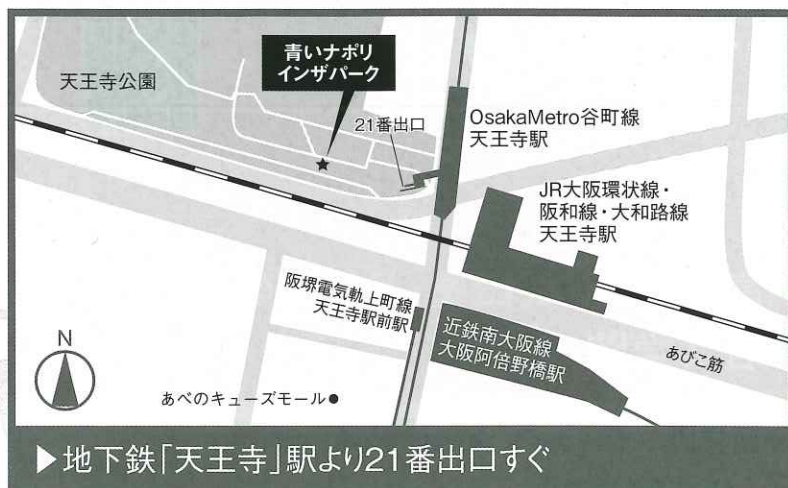 天王寺公園
青いナポリ
インザパーク
21番出口
OsakaMetro谷町線
天王寺駅
JR大阪環状線・
阪和線・大和路線
天王寺駅
阪堺電気軌上町線
天王寺駅前駅
近鉄南大阪線
大阪阿倍野橋駅
あびこ筋
N
あべのキューズモール●
▶地下鉄「天王寺」駅より21番出口すぐ